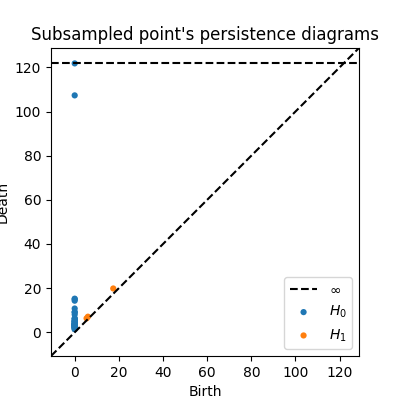 Subsampled point's persistence diagrams
120
100
80
60
40
20
0
Death
0 20 40 60 80 100 120
Birth
∞
H₀
H₁